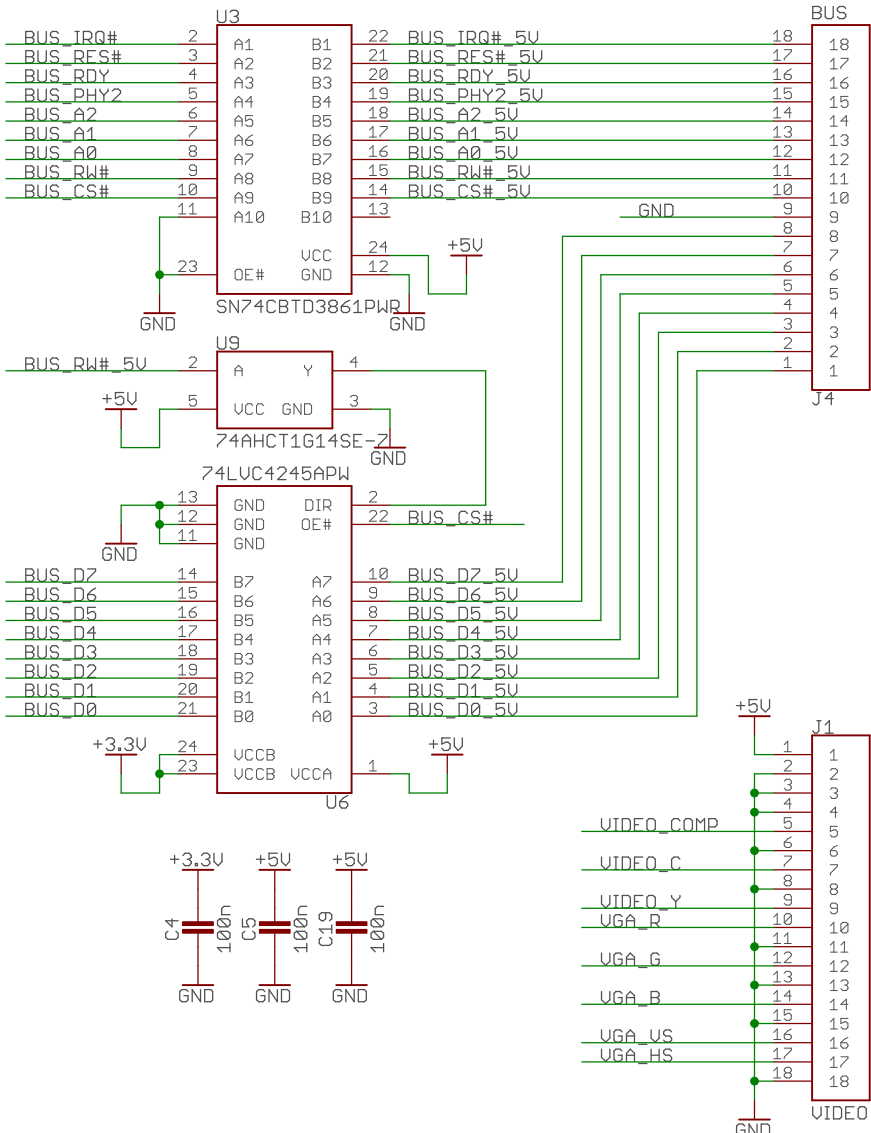 U3
BUS
BUS_IRQ# 2 A1 B1 22 BUS_IRQ#_5V 18 18
BUS_RES# 3 A2 B2 21 BUS_RES#_5V 17 17
BUS_RDY 4 A3 B3 20 BUS_RDY_5V 16 16
BUS_PHY2 5 A4 B4 19 BUS_PHY2_5V 15 15
BUS_A2 6 A5 B5 18 BUS_A2_5V 14 14
BUS_A1 7 A6 B6 17 BUS_A1_5V 13 13
BUS_A0 8 A7 B7 16 BUS_A0_5V 12 12
BUS_RW# 9 A8 B8 15 BUS_RW#_5V 11 11
BUS_CS# 10 A9 B9 14 BUS_CS#_5V 10 10
11 A10 B10 13 GND 9 9
8 8
VCC 24 +5V 7 7
23 OE# GND 12 6 6
5 5
SN74CBTD3861PWR 4 4
GND GND 3 3
U9 2 2
BUS_RW#_5V 2 A Y 4 1 1
+5V 5 VCC GND 3 J4
74AHCT1G14SE-7
GND
74LVC4245APW
13 GND DIR 2
12 GND OE# 22 BUS_CS#
11 GND
GND
BUS_D7 14 B7 A7 10 BUS_D7_5V
BUS_D6 15 B6 A6 9 BUS_D6_5V
BUS_D5 16 B5 A5 8 BUS_D5_5V
BUS_D4 17 B4 A4 7 BUS_D4_5V
BUS_D3 18 B3 A3 6 BUS_D3_5V
BUS_D2 19 B2 A2 5 BUS_D2_5V
BUS_D1 20 B1 A1 4 BUS_D1_5V
BUS_D0 21 B0 A0 3 BUS_D0_5V
+3.3V 24 VCCB +5V
23 VCCB VCCA 1
U6
+5V J1
1 1
2 2
3 3
4 4
VIDEO_COMP 5 5
6 6
VIDEO_C 7 7
8 8
VIDEO_Y 9 9
VGA_R 10 10
11 11
VGA_G 12 12
13 13
VGA_B 14 14
15 15
VGA_VS 16 16
VGA_HS 17 17
18 18
VIDEO
GND
+3.3V +5V +5V
C4 100n C5 100n C19 100n
GND GND GND